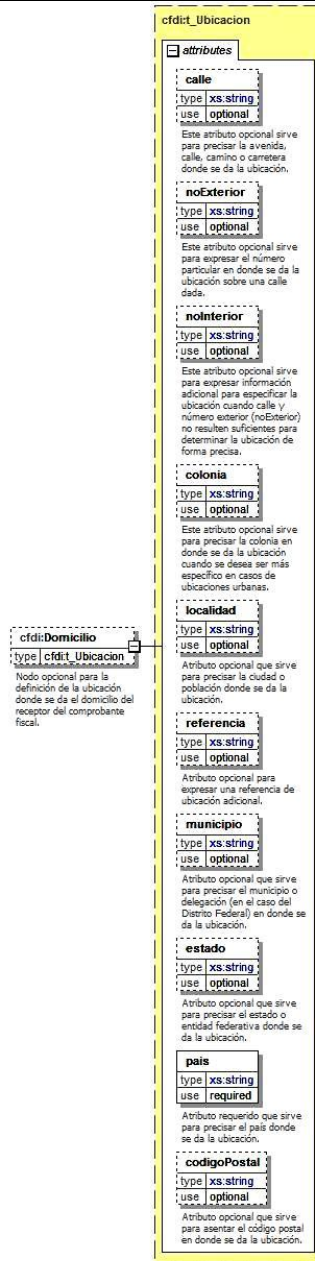 cfdi:t_Ubicacion
attributes
calle
type xs:string
use optional
Este atributo opcional sirve
para precisar la avenida,
calle, camino o carretera
donde se da la ubicación.
noExterior
type xs:string
use optional
Este atributo opcional sirve
para expresar el número
particular en donde se da la
ubicación sobre una calle
dada.
noInterior
type xs:string
use optional
Este atributo opcional sirve
para expresar información
adicional para especificar la
ubicación cuando calle y
número exterior (noExterior)
no resulten suficientes para
determinar la ubicación de
forma precisa.
colonia
type xs:string
use optional
Este atributo opcional sirve
para precisar la colonia en
donde se da la ubicación
cuando se desea ser más
específico en casos de
ubicaciones urbanas.
localidad
type xs:string
use optional
Atributo opcional que sirve
para precisar la ciudad o
población donde se da la
ubicación.
cfdi:Domicilio
type cfdi:t_Ubicacion
Nodo opcional para la
definición de la ubicación
donde se da el domicilio del
receptor del comprobante
fiscal.
referencia
type xs:string
use optional
Atributo opcional para
expresar una referencia de
ubicación adicional.
municipio
type xs:string
use optional
Atributo opcional que sirve
para precisar el municipio o
delegación (en el caso del
Distrito Federal) en donde se
da la ubicación.
estado
type xs:string
use optional
Atributo opcional que sirve
para precisar el estado o
entidad federativa donde se
da la ubicación.
pais
type xs:string
use required
Atributo requerido que sirve
para precisar el país donde
se da la ubicación.
codigoPostal
type xs:string
use optional
Atributo opcional que sirve
para asentar el código postal
en donde se da la ubicación.